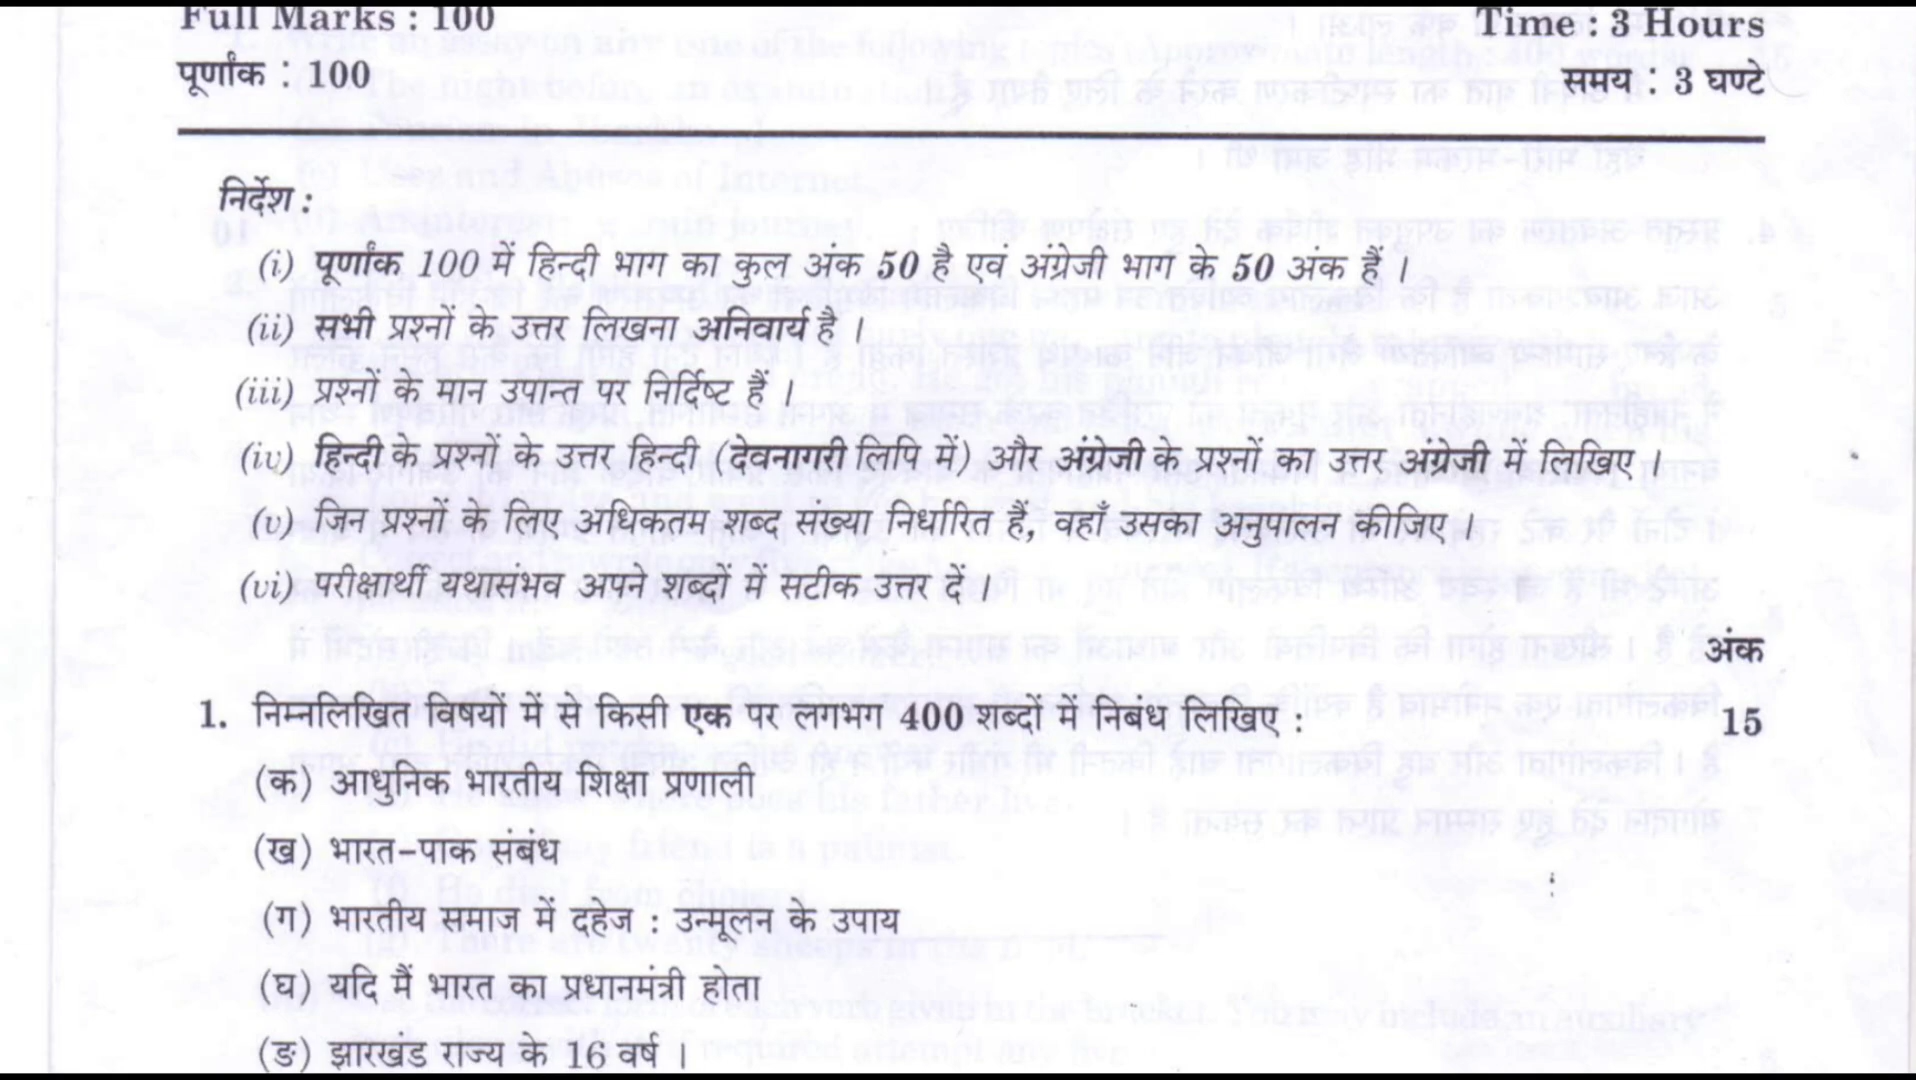 Full Marks : 100
Time : 3 Hours
पूर्णांक : 100
समय : 3 घण्टे
निर्देश :
(i) पूर्णांक 100 में हिन्दी भाग का कुल अंक 50 है एवं अंग्रेजी भाग के 50 अंक हैं ।
(ii) सभी प्रश्नों के उत्तर लिखना अनिवार्य है ।
(iii) प्रश्नों के मान उपान्त पर निर्दिष्ट हैं ।
(iv) हिन्दी के प्रश्नों के उत्तर हिन्दी (देवनागरी लिपि में) और अंग्रेजी के प्रश्नों का उत्तर अंग्रेजी में लिखिए ।
(v) जिन प्रश्नों के लिए अधिकतम शब्द संख्या निर्धारित हैं, वहाँ उसका अनुपालन कीजिए ।
(vi) परीक्षार्थी यथासंभव अपने शब्दों में सटीक उत्तर दें ।
अंक
1. निम्नलिखित विषयों में से किसी एक पर लगभग 400 शब्दों में निबंध लिखिए : 15
(क) आधुनिक भारतीय शिक्षा प्रणाली
(ख) भारत-पाक संबंध
(ग) भारतीय समाज में दहेज : उन्मूलन के उपाय
(घ) यदि मैं भारत का प्रधानमंत्री होता
(ङ) झारखंड राज्य के 16 वर्ष ।